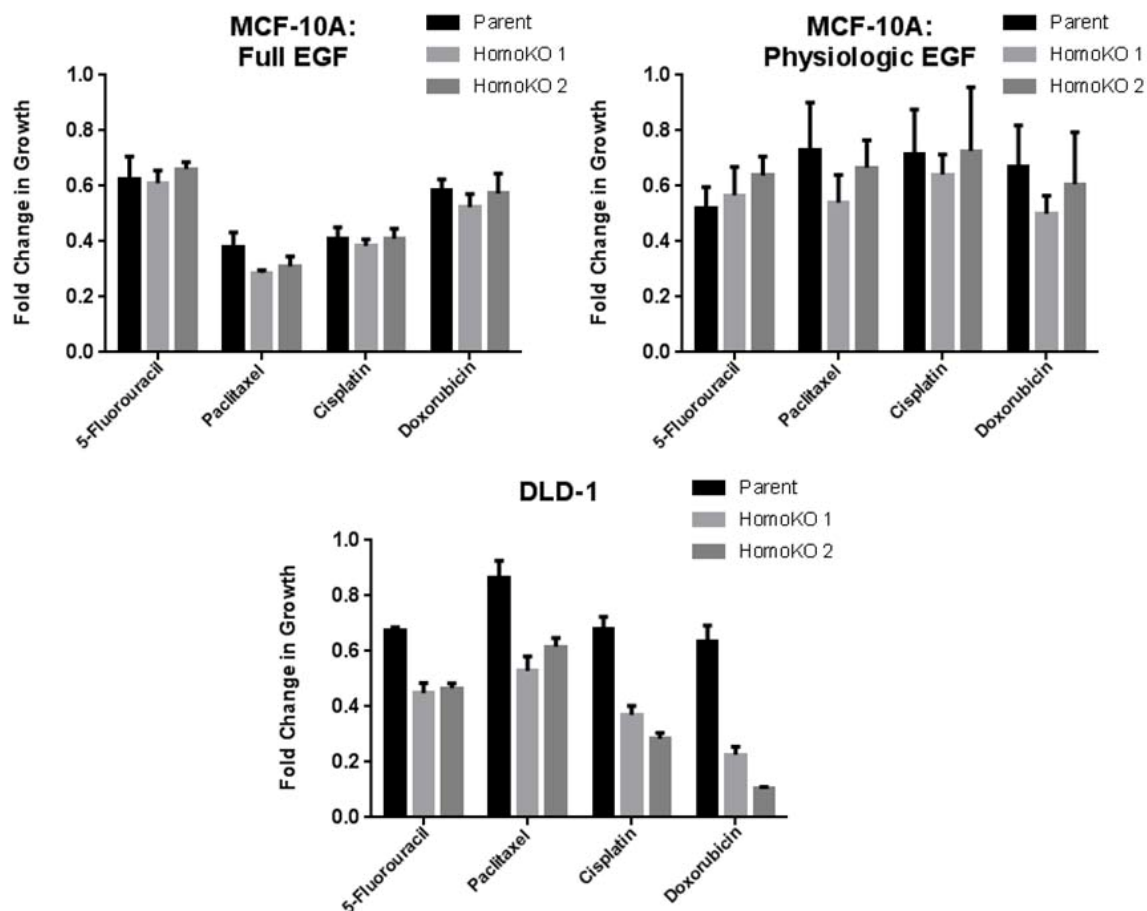 MCF-10A:
Full EGF
Parent
HomoKO 1
HomoKO 2
Fold Change in Growth
1.0
0.8
0.6
0.4
0.2
0.0
5-Fluorouracil
Paclitaxel
Cisplatin
Doxorubicin
MCF-10A:
Physiologic EGF
Parent
HomoKO 1
HomoKO 2
Fold Change in Growth
1.0
0.8
0.6
0.4
0.2
0.0
5-Fluorouracil
Paclitaxel
Cisplatin
Doxorubicin
DLD-1
Parent
HomoKO 1
HomoKO 2
Fold Change in Growth
1.0
0.8
0.6
0.4
0.2
0.0
5-Fluorouracil
Paclitaxel
Cisplatin
Doxorubicin